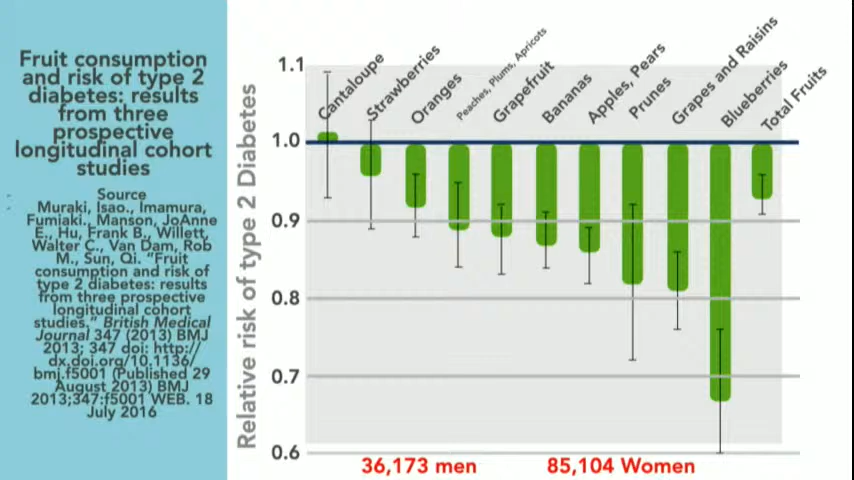 Fruit consumption
and risk of type 2
diabetes: results
from three
prospective
longitudinal cohort
studies
Source
Muraki, Isao., Imamura,
Fumiaki., Manson, JoAnne
E., Hu, Frank B., Willett,
Walter C., Van Dam, Rob
M., Sun, Qi. “Fruit
consumption and risk of
type 2 diabetes: results
from three prospective
longitudinal cohort
studies.” British Medical
Journal 347 (2013) BMJ
2013; 347 doi: http://
dx.doi.org/10.1136/
bmj.f5001 (Published 29
August 2013) BMJ
2013;347:f5001 WEB. 18
July 2016
Relative risk of type 2 Diabetes
1.1
1.0
0.9
0.8
0.7
0.6
Cantaloupe
Strawberries
Oranges
Peaches, Plums, Apricots
Grapefruit
Bananas
Apples, Pears
Prunes
Grapes and Raisins
Blueberries
Total Fruits
36,173 men
85,104 Women